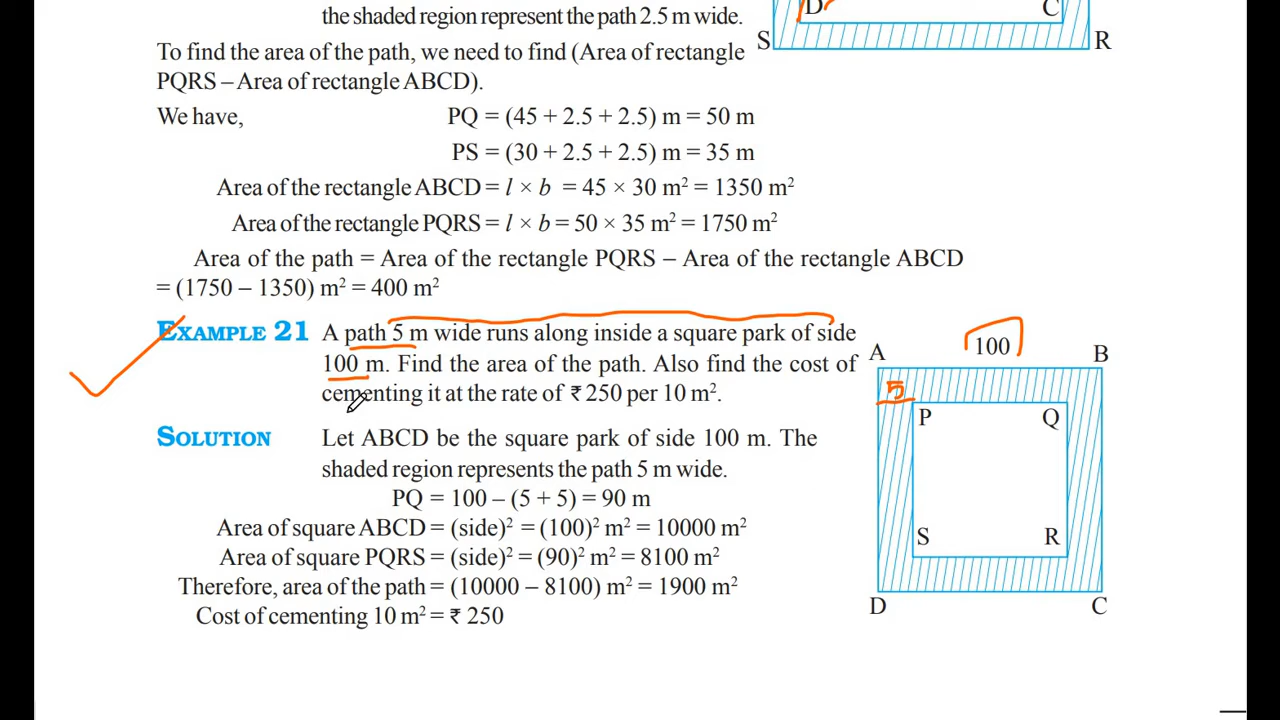 the shaded region represent the path 2.5 m wide.
D
C
S
R
To find the area of the path, we need to find (Area of rectangle
PQRS – Area of rectangle ABCD).
We have, PQ = (45 + 2.5 + 2.5) m = 50 m
PS = (30 + 2.5 + 2.5) m = 35 m
Area of the rectangle ABCD = l × b = 45 × 30 m² = 1350 m²
Area of the rectangle PQRS = l × b = 50 × 35 m² = 1750 m²
Area of the path = Area of the rectangle PQRS − Area of the rectangle ABCD
= (1750 − 1350) m² = 400 m²
EXAMPLE 21 A path 5 m wide runs along inside a square park of side
100 m. Find the area of the path. Also find the cost of
cementing it at the rate of ₹ 250 per 10 m².
SOLUTION Let ABCD be the square park of side 100 m. The
shaded region represents the path 5 m wide.
PQ = 100 – (5 + 5) = 90 m
Area of square ABCD = (side)² = (100)² m² = 10000 m²
Area of square PQRS = (side)² = (90)² m² = 8100 m²
Therefore, area of the path = (10000 − 8100) m² = 1900 m²
Cost of cementing 10 m² = ₹ 250
A
100
B
5
P
Q
S
R
D
C